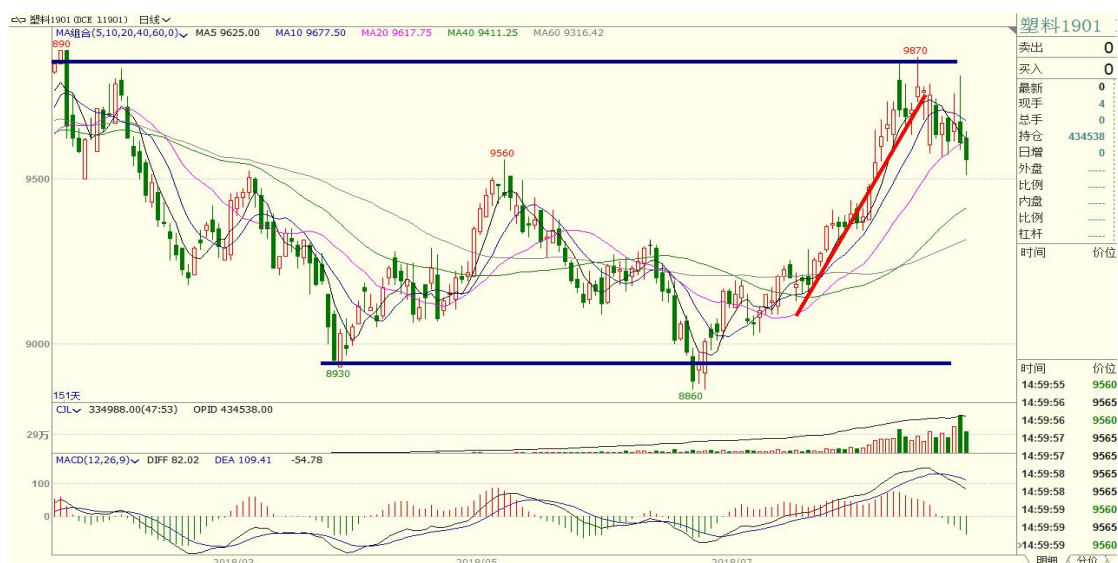 塑料1901 (DCE L1901) 日线
MA组合(5,10,20,40,60,0) MA5 9625.00 MA10 9677.50 MA20 9617.75 MA40 9411.25 MA60 9316.42
890
9870
9560
9500
9000
8930
8860
151天
CJL 334988.00(47:53) OPID 434538.00
29万
MACD(12,26,9) DIFF 82.02 DEA 109.41 -54.78
100
0
2018/03 2018/05 2018/07
塑料1901
卖出 0
买入 0
最新 0
现手 4
总手 0
持仓 434538
日增 0
外盘 -----
比例 -----
内盘 -----
比例 -----
杠杆 -----
时间 价位
时间 价位
14:59:55 9560
14:59:56 9565
14:59:56 9560
14:59:57 9565
14:59:57 9565
14:59:58 9565
14:59:58 9565
14:59:59 9560
14:59:59 9565
>14:59:59 9560
明细 分价